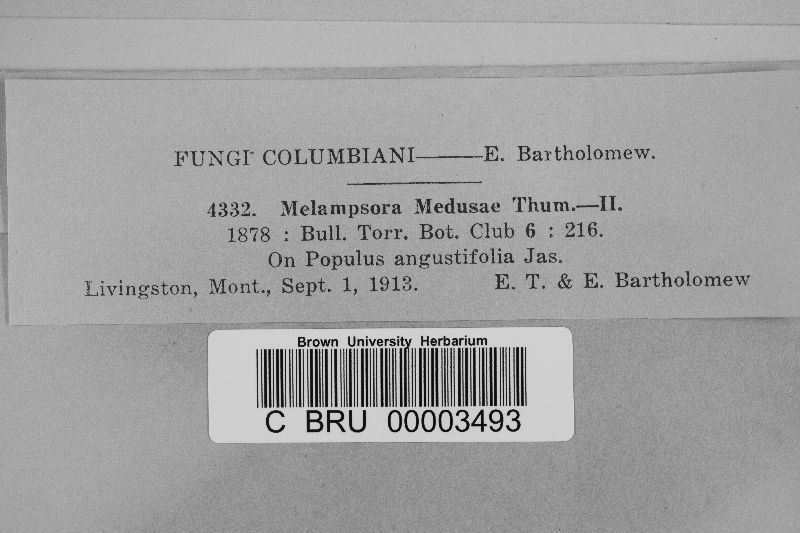 FUNGI COLUMBIANI——E. Bartholomew.
4332. Melampsora Medusae Thum.—II.
1878 : Bull. Torr. Bot. Club 6 : 216.
On Populus angustifolia Jas.
Livingston, Mont., Sept. 1, 1913. E. T. & E. Bartholomew
Brown University Herbarium
C BRU 00003493